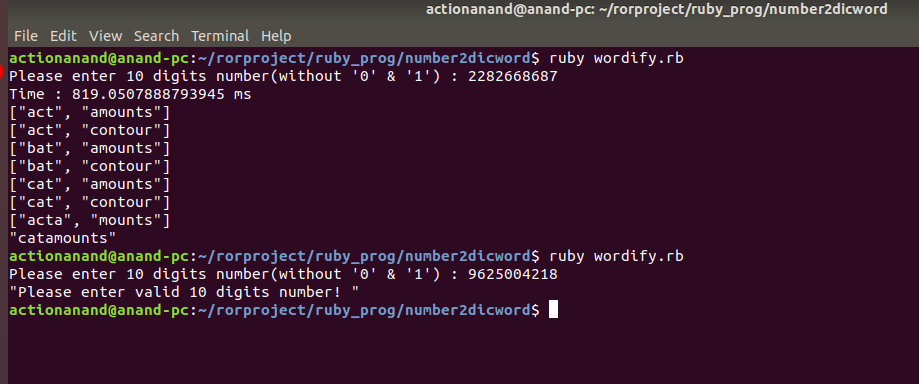 actionanand@anand-pc: ~/rorproject/ruby_prog/number2dicword
File Edit View Search Terminal Help
actionanand@anand-pc:~/rorproject/ruby_prog/number2dicword$ ruby wordify.rb
Please enter 10 digits number(without '0' & '1') : 2282668687
Time : 819.0507888793945 ms
["act", "amounts"]
["act", "contour"]
["bat", "amounts"]
["bat", "contour"]
["cat", "amounts"]
["cat", "contour"]
["acta", "mounts"]
"catamounts"
actionanand@anand-pc:~/rorproject/ruby_prog/number2dicword$ ruby wordify.rb
Please enter 10 digits number(without '0' & '1') : 9625004218
"Please enter valid 10 digits number! "
actionanand@anand-pc:~/rorproject/ruby_prog/number2dicword$